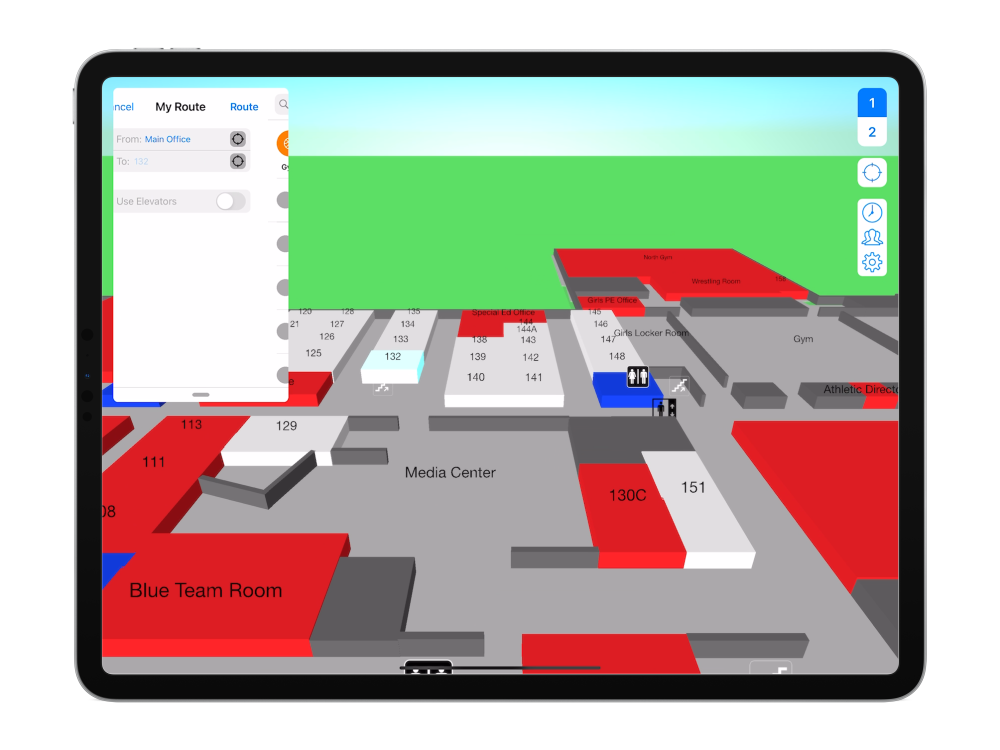 ncel My Route Route
From: Main Office
To: 132
Use Elevators
1
2
North Gym
Wrestling Room
Girls PE Office
120 128 135 Special Ed Office 145
21 127 134 144 146
144A
126 133 138 143 147 Girls Locker Room Gym
125 132 139 142 148
140 141
Athletic Directo
113 129
111 Media Center
08 130C 151
Blue Team Room